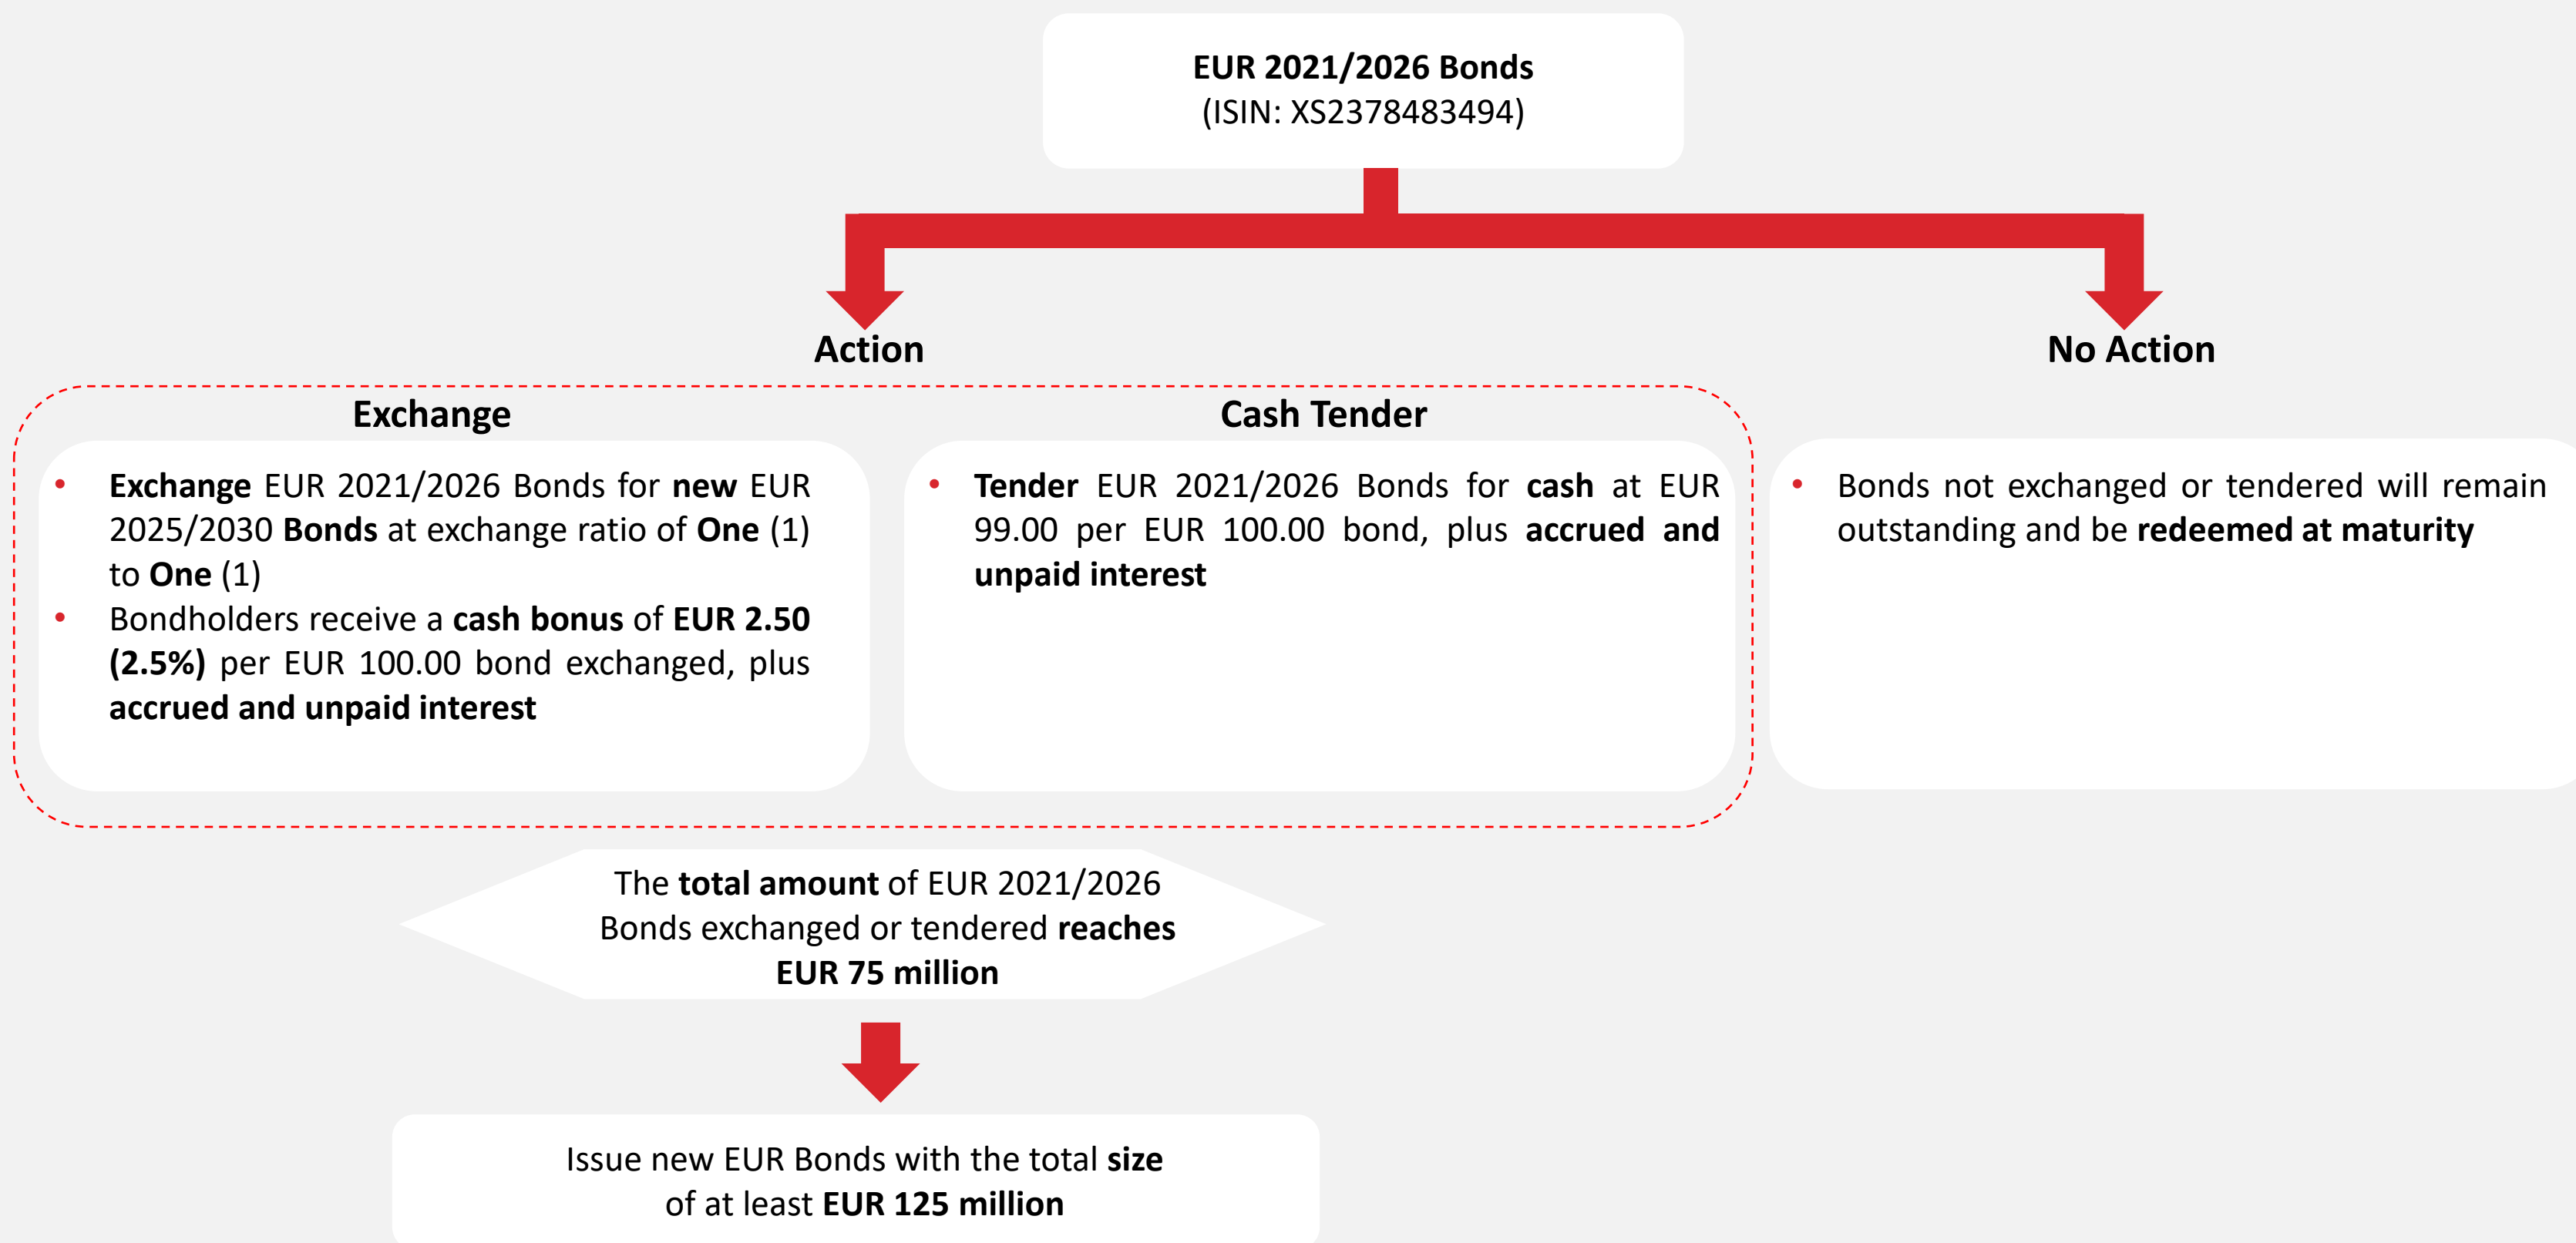 EUR 2021/2026 Bonds
(ISIN: XS2378483494)
Action
No Action
Exchange
• Exchange EUR 2021/2026 Bonds for new EUR
2025/2030 Bonds at exchange ratio of One (1)
to One (1)
• Bondholders receive a cash bonus of EUR 2.50
(2.5%) per EUR 100.00 bond exchanged, plus
accrued and unpaid interest
Cash Tender
• Tender EUR 2021/2026 Bonds for cash at EUR
99.00 per EUR 100.00 bond, plus accrued and
unpaid interest
• Bonds not exchanged or tendered will remain
outstanding and be redeemed at maturity
The total amount of EUR 2021/2026
Bonds exchanged or tendered reaches
EUR 75 million
Issue new EUR Bonds with the total size
of at least EUR 125 million